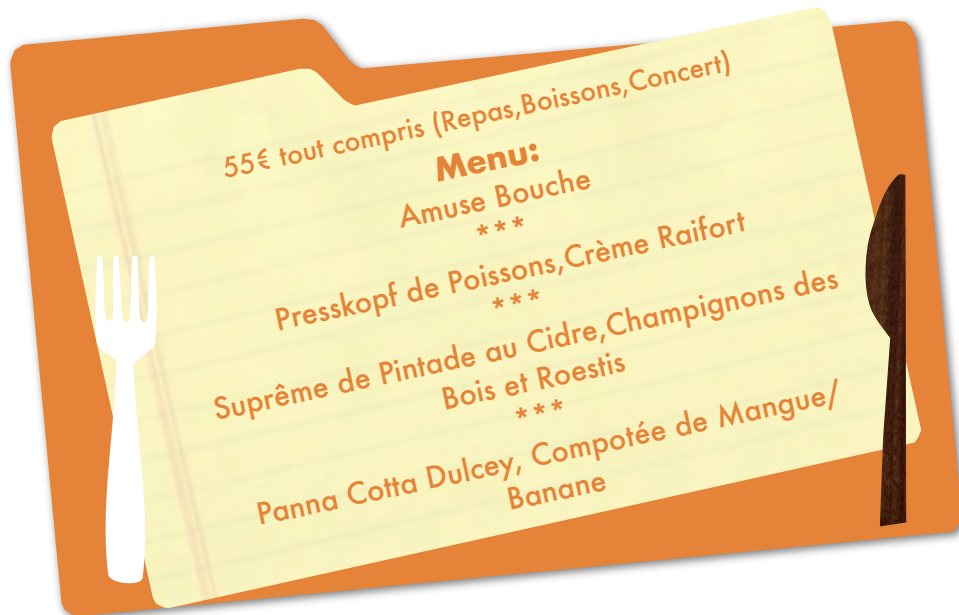 55€ tout compris (Repas,Boissons,Concert)
Menu:
Amuse Bouche
***
Presskopf de Poissons,Crème Raifort
***
Suprême de Pintade au Cidre,Champignons des
Bois et Roestis
***
Panna Cotta Dulcey, Compotée de Mangue/
Banane